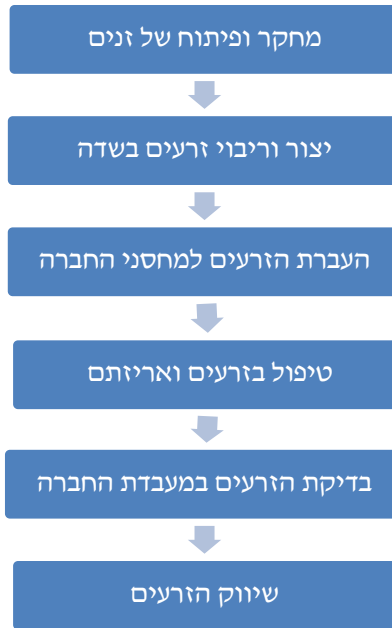 מחקר ופיתוח של זנים
יצור וריבוי זרעים בשדה
העברת הזרעים למחסני החברה
טיפול בזרעים ואריזתם
בדיקת הזרעים במעבדת החברה
שיווק הזרעים